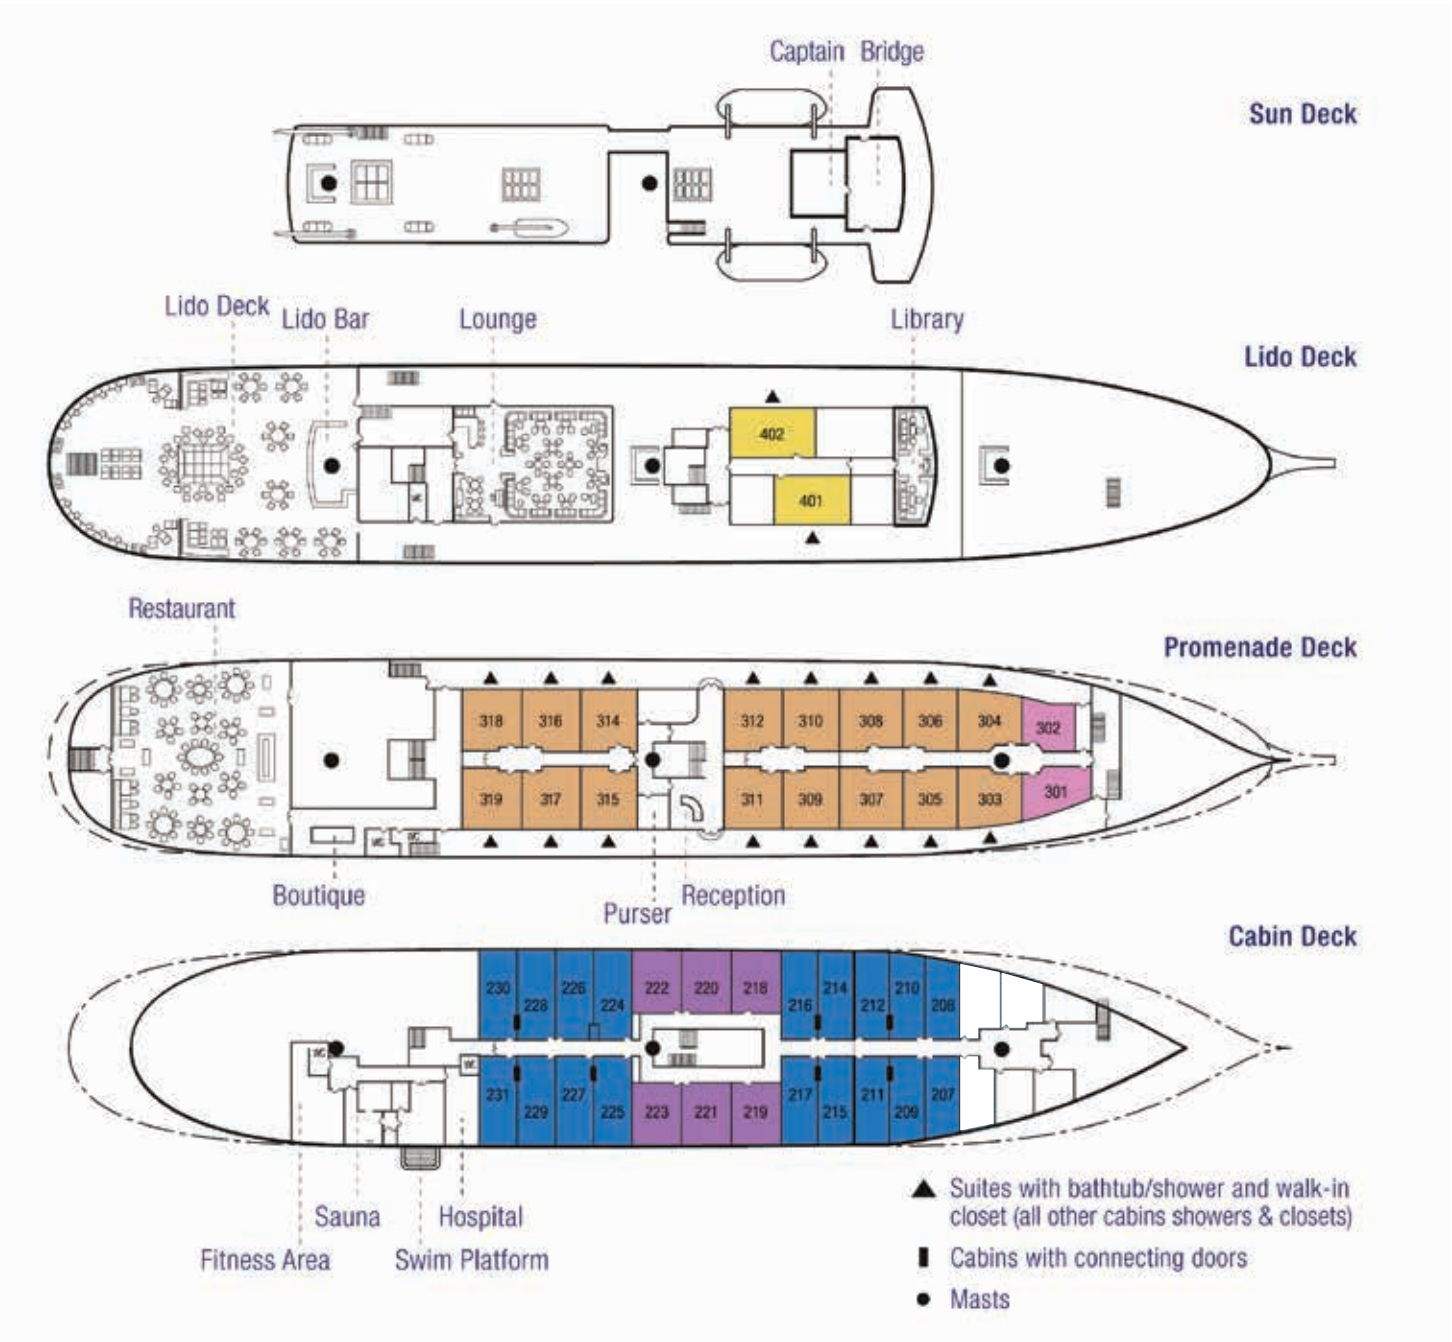 Captain Bridge
Sun Deck
Lido Deck
Lido Bar
Lounge
Library
Lido Deck
402
401
Restaurant
Promenade Deck
318 316 314 312 310 308 306 304 302
319 317 315 311 309 307 305 303 301
WC WC
Boutique
Purser
Reception
Cabin Deck
230 228 226 224 222 220 218 216 214 212 210 208
WC WC
231 229 227 225 223 221 219 217 215 211 209 207
Sauna
Hospital
Fitness Area
Swim Platform
Suites with bathtub/shower and walk-in
closet (all other cabins showers & closets)
Cabins with connecting doors
Masts